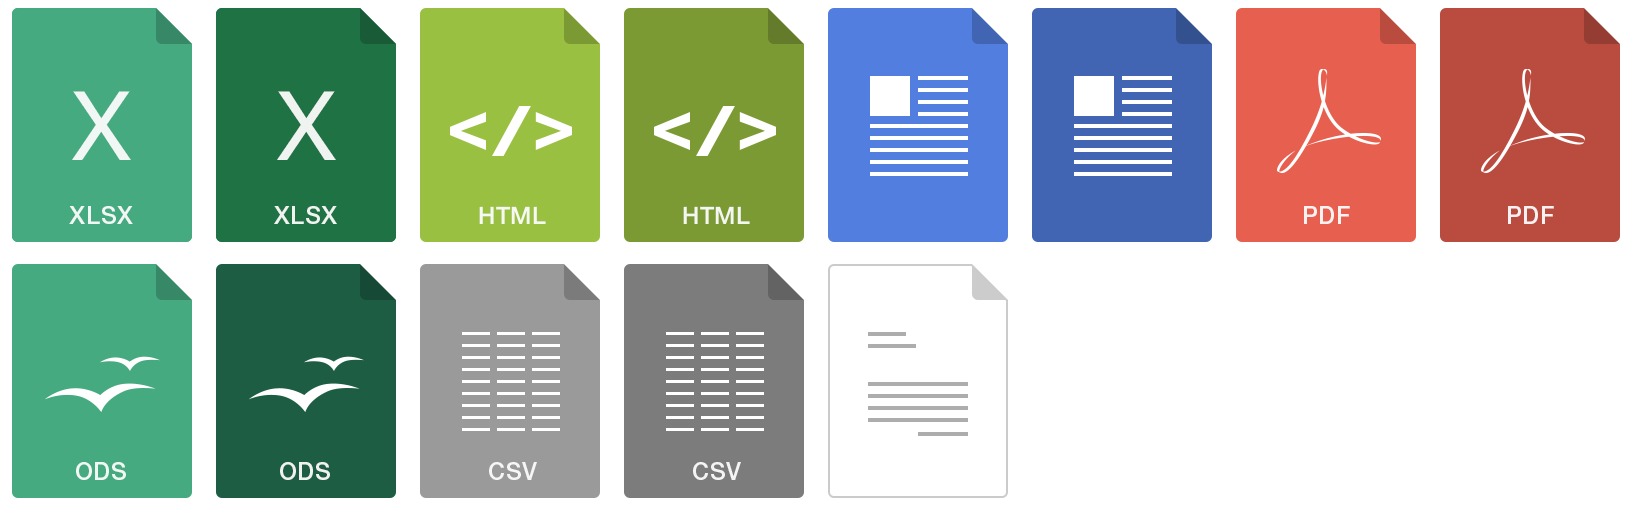 X
XLSX
X
XLSX
</>
HTML
</>
HTML
PDF
PDF
ODS
ODS
CSV
CSV